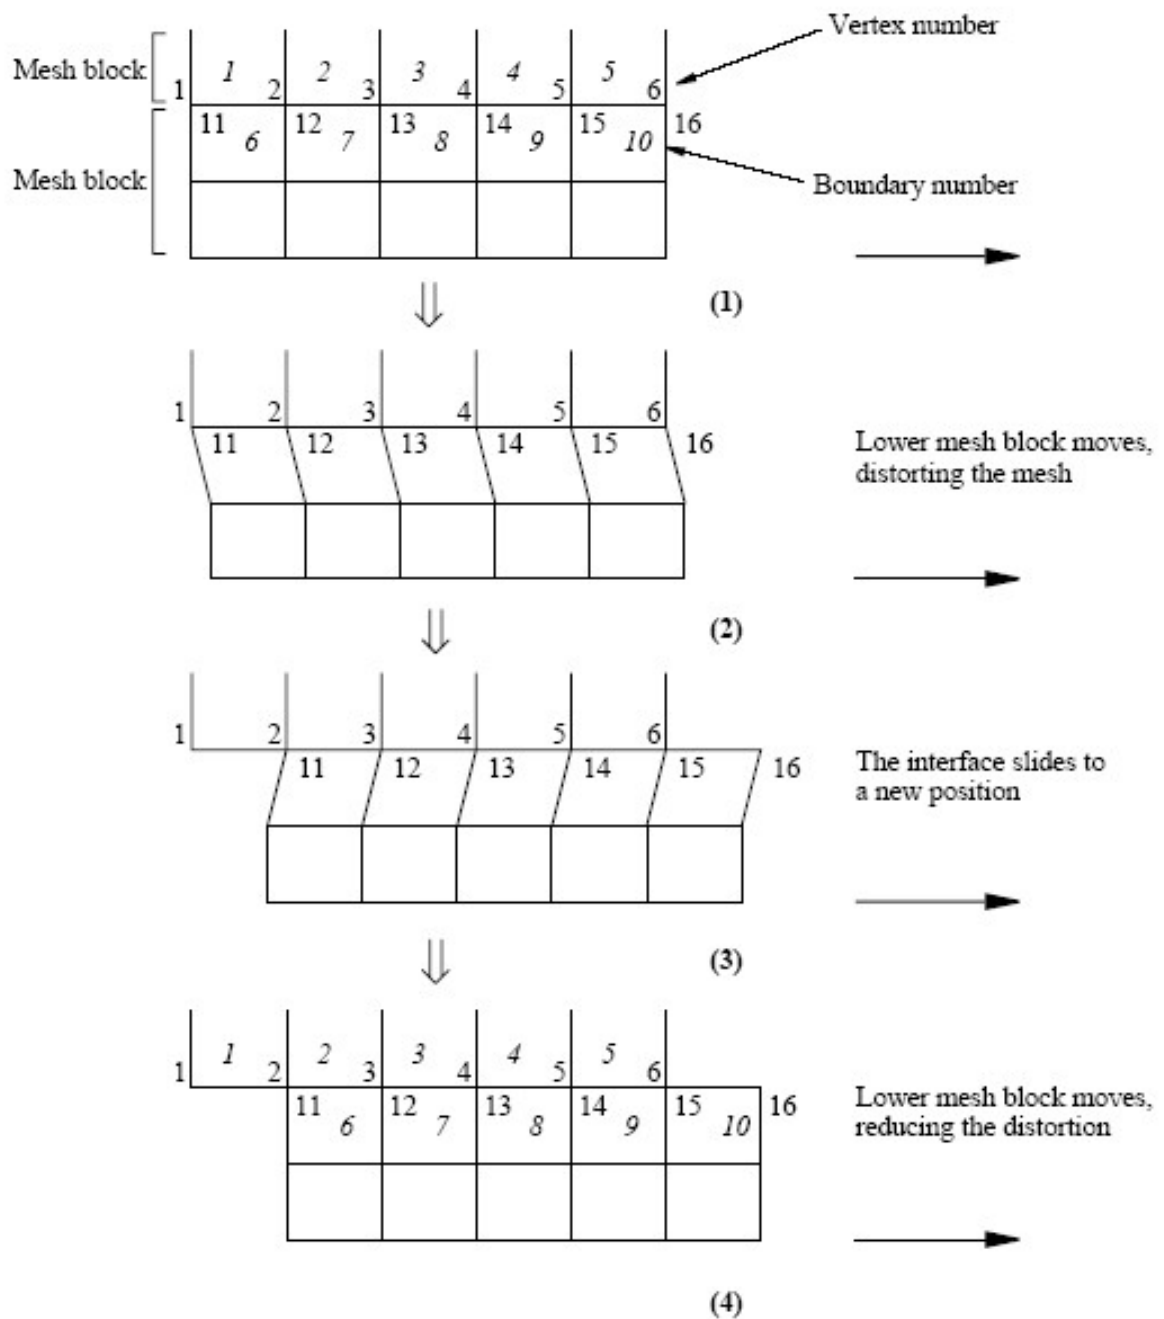 Vertex number
Mesh block
1 1 2 2 3 3 4 4 5 5 6
11 6 12 7 13 8 14 9 15 10 16
Mesh block
Boundary number
(1)
1 2 3 4 5 6
11 12 13 14 15 16
Lower mesh block moves,
distorting the mesh
(2)
1 2 3 4 5 6
11 12 13 14 15 16
The interface slides to
a new position
(3)
1 1 2 2 3 3 4 4 5 5 6
11 6 12 7 13 8 14 9 15 10 16
Lower mesh block moves,
reducing the distortion
(4)